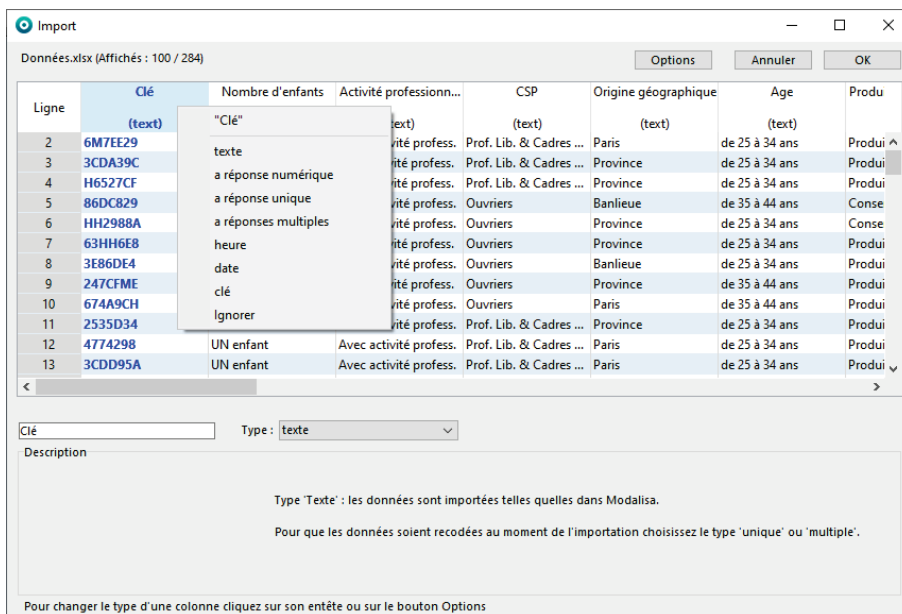 Import
Données.xlsx (Affichés : 100 / 284)
Options Annuler OK
Ligne Clé Nombre d'enfants Activité professionn... CSP Origine géographique Age Produ
(text) (text) (text) (text) (text)
2 6M7EE29 vité profess. Prof. Lib. & Cadres ... Paris de 25 à 34 ans Produi
3 3CDA39C vité profess. Prof. Lib. & Cadres ... Province de 25 à 34 ans Produi
4 H6527CF vité profess. Prof. Lib. & Cadres ... Province de 25 à 34 ans Produi
5 86DC829 vité profess. Ouvriers Banlieue de 35 à 44 ans Conse
6 HH2988A vité profess. Ouvriers Province de 25 à 34 ans Conse
7 63HH6E8 vité profess. Ouvriers Province de 25 à 34 ans Produi
8 3E86DE4 vité profess. Ouvriers Banlieue de 25 à 34 ans Produi
9 247CFME vité profess. Ouvriers Province de 35 à 44 ans Produi
10 674A9CH vité profess. Ouvriers Paris de 35 à 44 ans Produi
11 2535D34 vité profess. Prof. Lib. & Cadres ... Province de 25 à 34 ans Produi
12 4774298 UN enfant Avec activité profess. Prof. Lib. & Cadres ... Paris de 25 à 34 ans Produi
13 3CDD95A UN enfant Avec activité profess. Prof. Lib. & Cadres ... Paris de 25 à 34 ans Produi
"Clé"
texte
a réponse numérique
a réponse unique
a réponses multiples
heure
date
clé
Ignorer
Clé Type : texte
Description
Type 'Texte' : les données sont importées telles quelles dans Modalisa.
Pour que les données soient recodées au moment de l'importation choisissez le type 'unique' ou 'multiple'.
Pour changer le type d'une colonne cliquez sur son entête ou sur le bouton Options